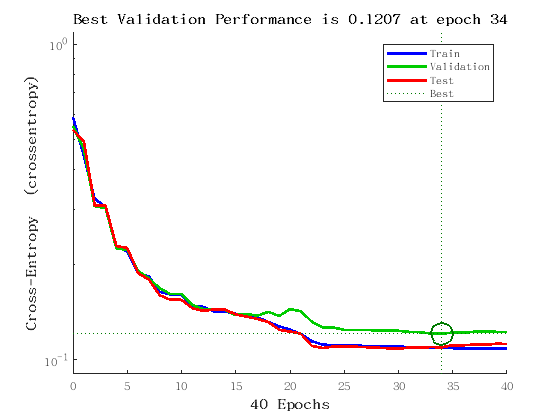 Best Validation Performance is 0.1207 at epoch 34
10^0
10^-1
Cross-Entropy (crossentropy)
Train
Validation
Test
Best
0 5 10 15 20 25 30 35 40
40 Epochs